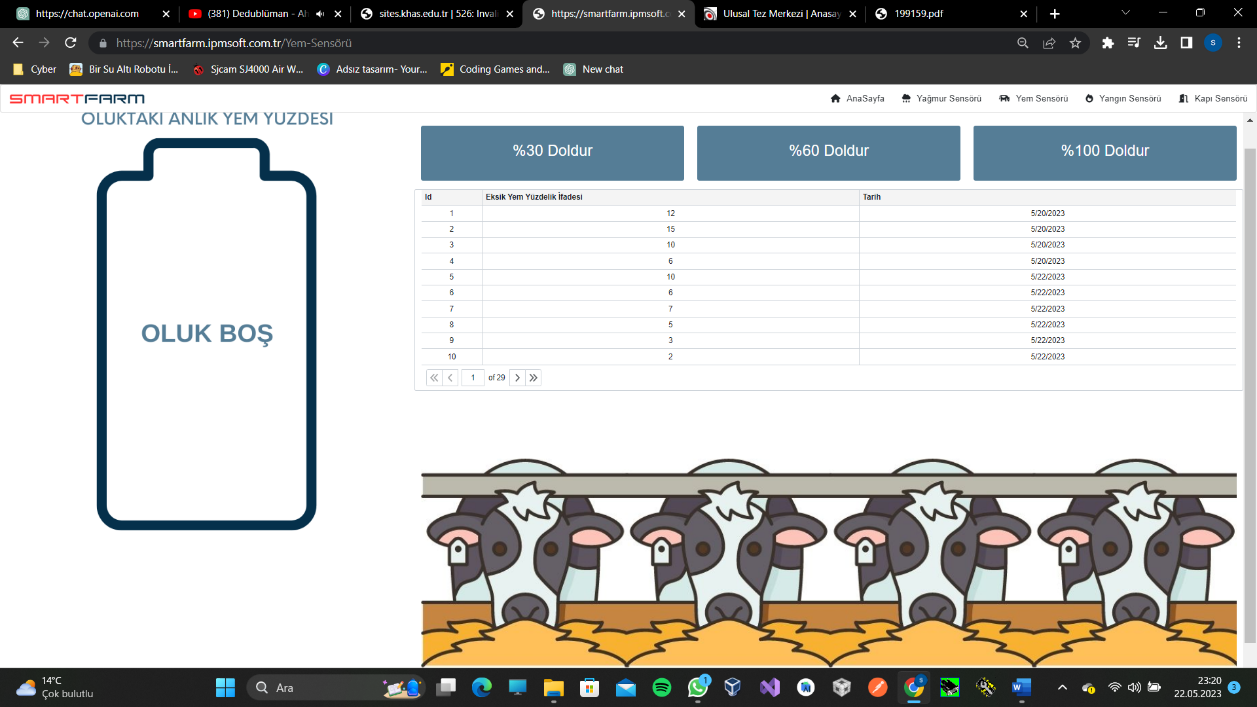 https://chat.openai.com
(381) Dedublüman - Ah
sites.khas.edu.tr | 526: Inval
https://smartfarm.ipmsoft.c
Ulusal Tez Merkezi | Anasay
199159.pdf
https://smartfarm.ipmsoft.com.tr/Yem-Sensörü
S
Cyber
Bir Su Altı Robotu İ...
Sjcam SJ4000 Air W...
Adsız tasarım- Your...
Coding Games and...
New chat
SMARTFARM
AnaSayfa
Yağmur Sensörü
Yem Sensörü
Yangın Sensörü
Kapı Sensörü
OLUKTAKİ ANLIK YEM YÜZDESİ
OLUK BOŞ
%30 Doldur
%60 Doldur
%100 Doldur
Id Eksik Yem Yüzdelik İfadesi Tarih
1 12 5/20/2023
2 15 5/20/2023
3 10 5/20/2023
4 6 5/20/2023
5 10 5/22/2023
6 6 5/22/2023
7 7 5/22/2023
8 5 5/22/2023
9 3 5/22/2023
10 2 5/22/2023
1 of 29
14°C
Çok bulutlu
Ara
1
S
23:20
22.05.2023
3